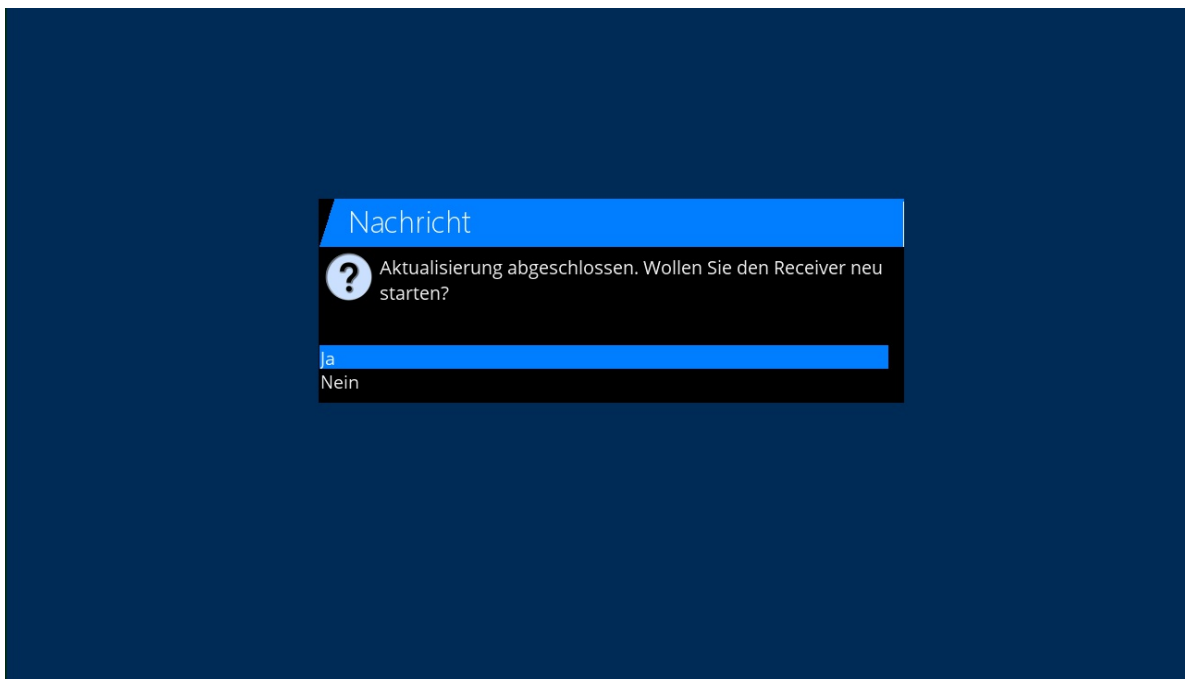 Nachricht
Aktualisierung abgeschlossen. Wollen Sie den Receiver neu
starten?
Ja
Nein